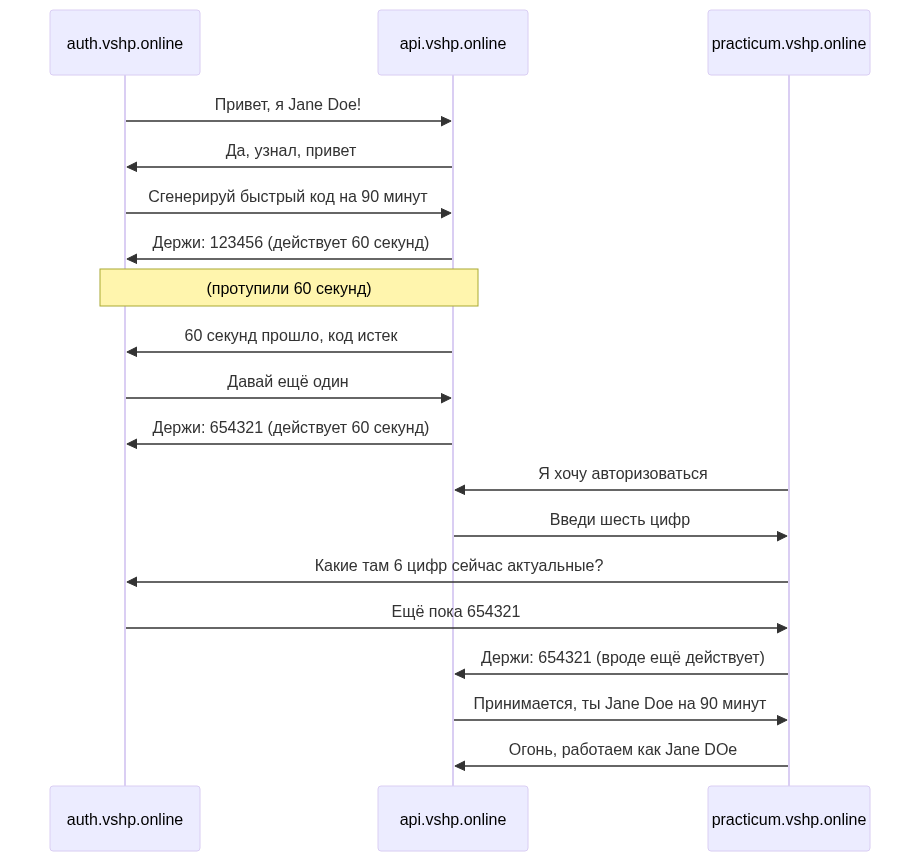 auth.vshp.online
api.vshp.online
practicum.vshp.online
Привет, я Jane Doe!
Да, узнал, привет
Сгенерируй быстрый код на 90 минут
Держи: 123456 (действует 60 секунд)
(протупили 60 секунд)
60 секунд прошло, код истек
Давай ещё один
Держи: 654321 (действует 60 секунд)
Я хочу авторизоваться
Введи шесть цифр
Какие там 6 цифр сейчас актуальные?
Ещё пока 654321
Держи: 654321 (вроде ещё действует)
Принимается, ты Jane Doe на 90 минут
Огонь, работаем как Jane DOe
auth.vshp.online
api.vshp.online
practicum.vshp.online